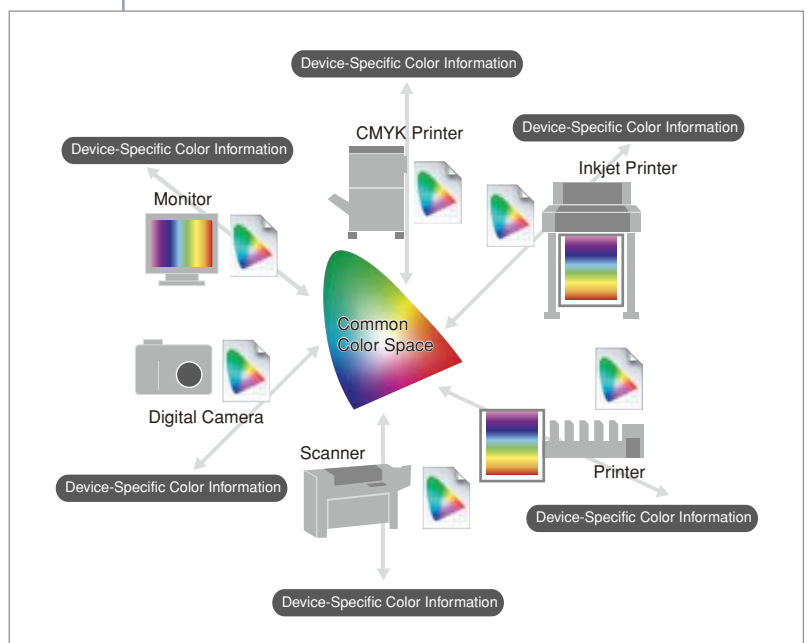 Device-Specific Color Information
CMYK Printer
Device-Specific Color Information
Inkjet Printer
Device-Specific Color Information
Monitor
Common
Color Space
Digital Camera
Device-Specific Color Information
Scanner
Printer
Device-Specific Color Information
Device-Specific Color Information